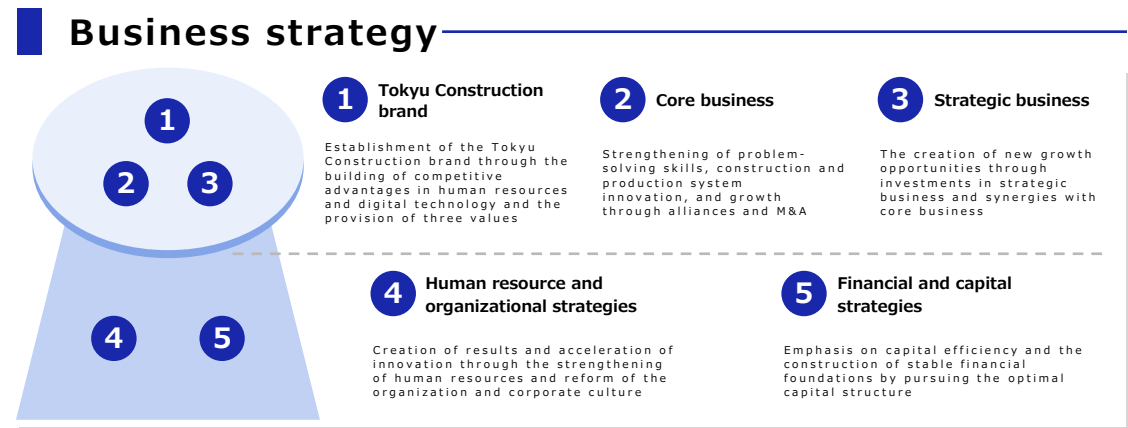 Business strategy
1
2
3
4
5
1
Tokyu Construction
brand
Establishment of the Tokyu
Construction brand through the
building of competitive
advantages in human resources
and digital technology and the
provision of three values
2
Core business
Strengthening of problem-
solving skills, construction and
production system
innovation, and growth
through alliances and M&A
3
Strategic business
The creation of new growth
opportunities through
investments in strategic
business and synergies with
core business
4
Human resource and
organizational strategies
Creation of results and acceleration of
innovation through the strengthening
of human resources and reform of the
organization and corporate culture
5
Financial and capital
strategies
Emphasis on capital efficiency and the
construction of stable financial
foundations by pursuing the optimal
capital structure